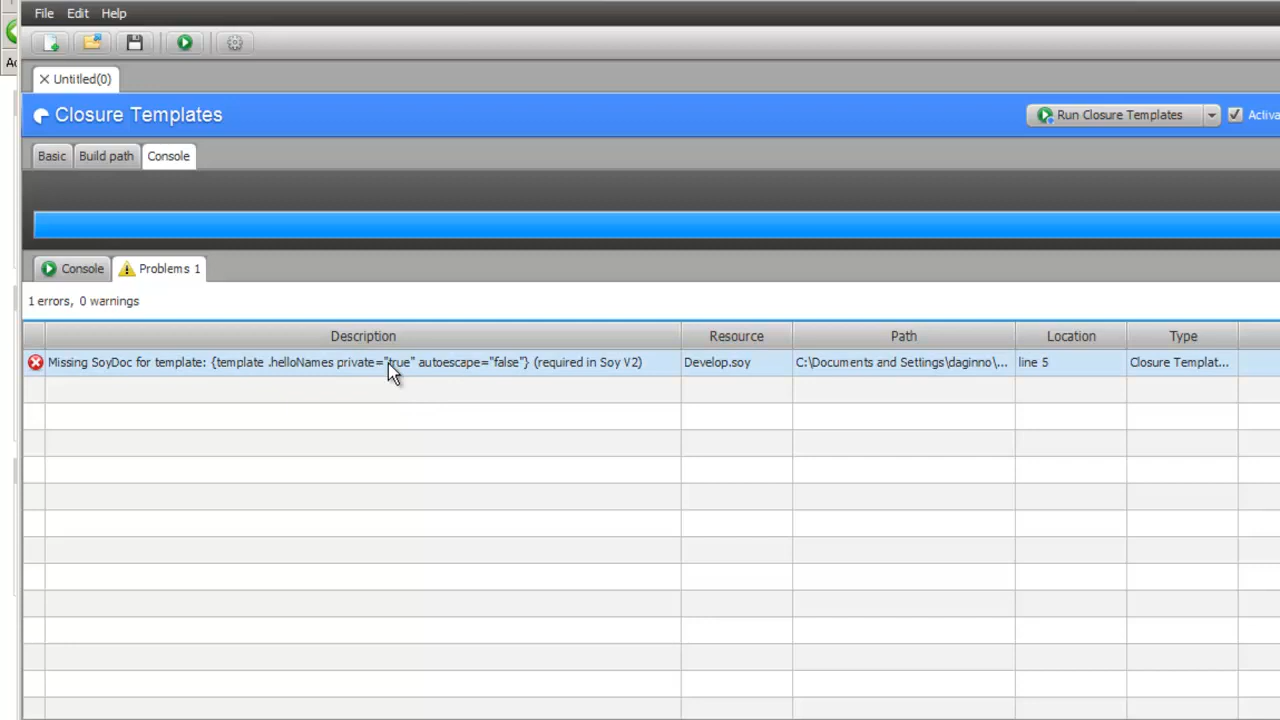 File Edit Help
Ac
Untitled(0)
Closure Templates
Run Closure Templates
Activa
Basic Build path Console
Console Problems 1
1 errors, 0 warnings
Description Resource Path Location Type
Missing SoyDoc for template: {template .helloNames private="true" autoescape="false"} (required in Soy V2) Develop.soy C:\Documents and Settings\daginno\... line 5 Closure Templat...